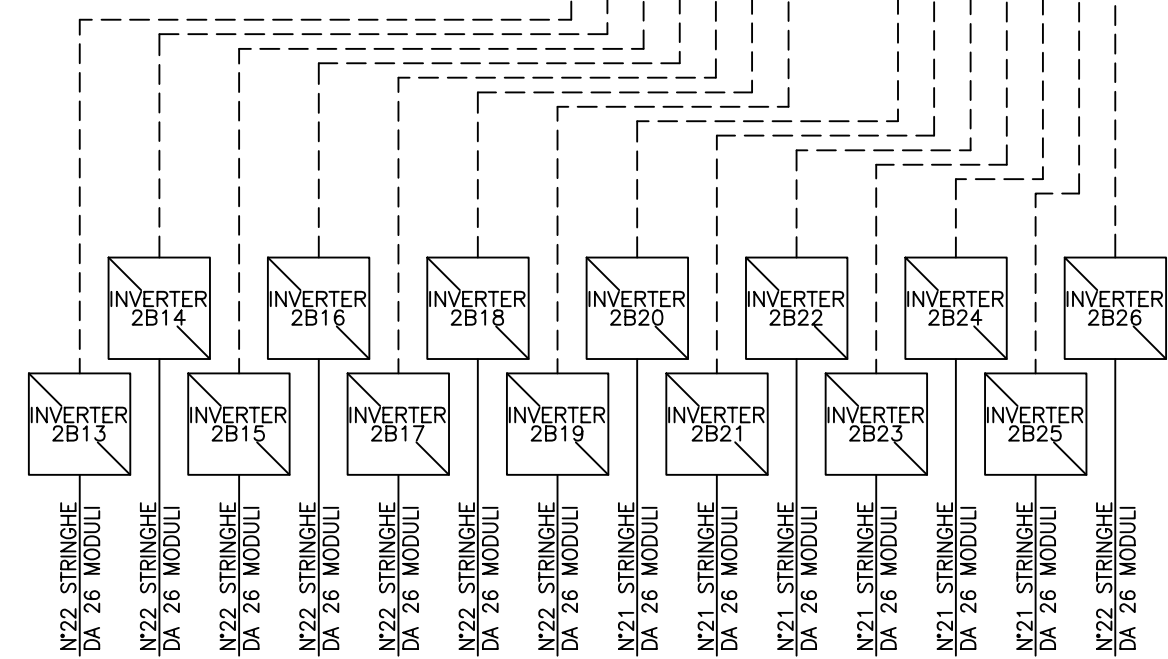 INVERTER
2B14
INVERTER
2B16
INVERTER
2B18
INVERTER
2B20
INVERTER
2B22
INVERTER
2B24
INVERTER
2B26
INVERTER
2B13
INVERTER
2B15
INVERTER
2B17
INVERTER
2B19
INVERTER
2B21
INVERTER
2B23
INVERTER
2B25
N°22 STRINGHE
DA 26 MODULI
N°22 STRINGHE
DA 26 MODULI
N°22 STRINGHE
DA 26 MODULI
N°22 STRINGHE
DA 26 MODULI
N°22 STRINGHE
DA 26 MODULI
N°22 STRINGHE
DA 26 MODULI
N°22 STRINGHE
DA 26 MODULI
N°21 STRINGHE
DA 26 MODULI
N°21 STRINGHE
DA 26 MODULI
N°21 STRINGHE
DA 26 MODULI
N°21 STRINGHE
DA 26 MODULI
N°21 STRINGHE
DA 26 MODULI
N°21 STRINGHE
DA 26 MODULI
N°22 STRINGHE
DA 26 MODULI